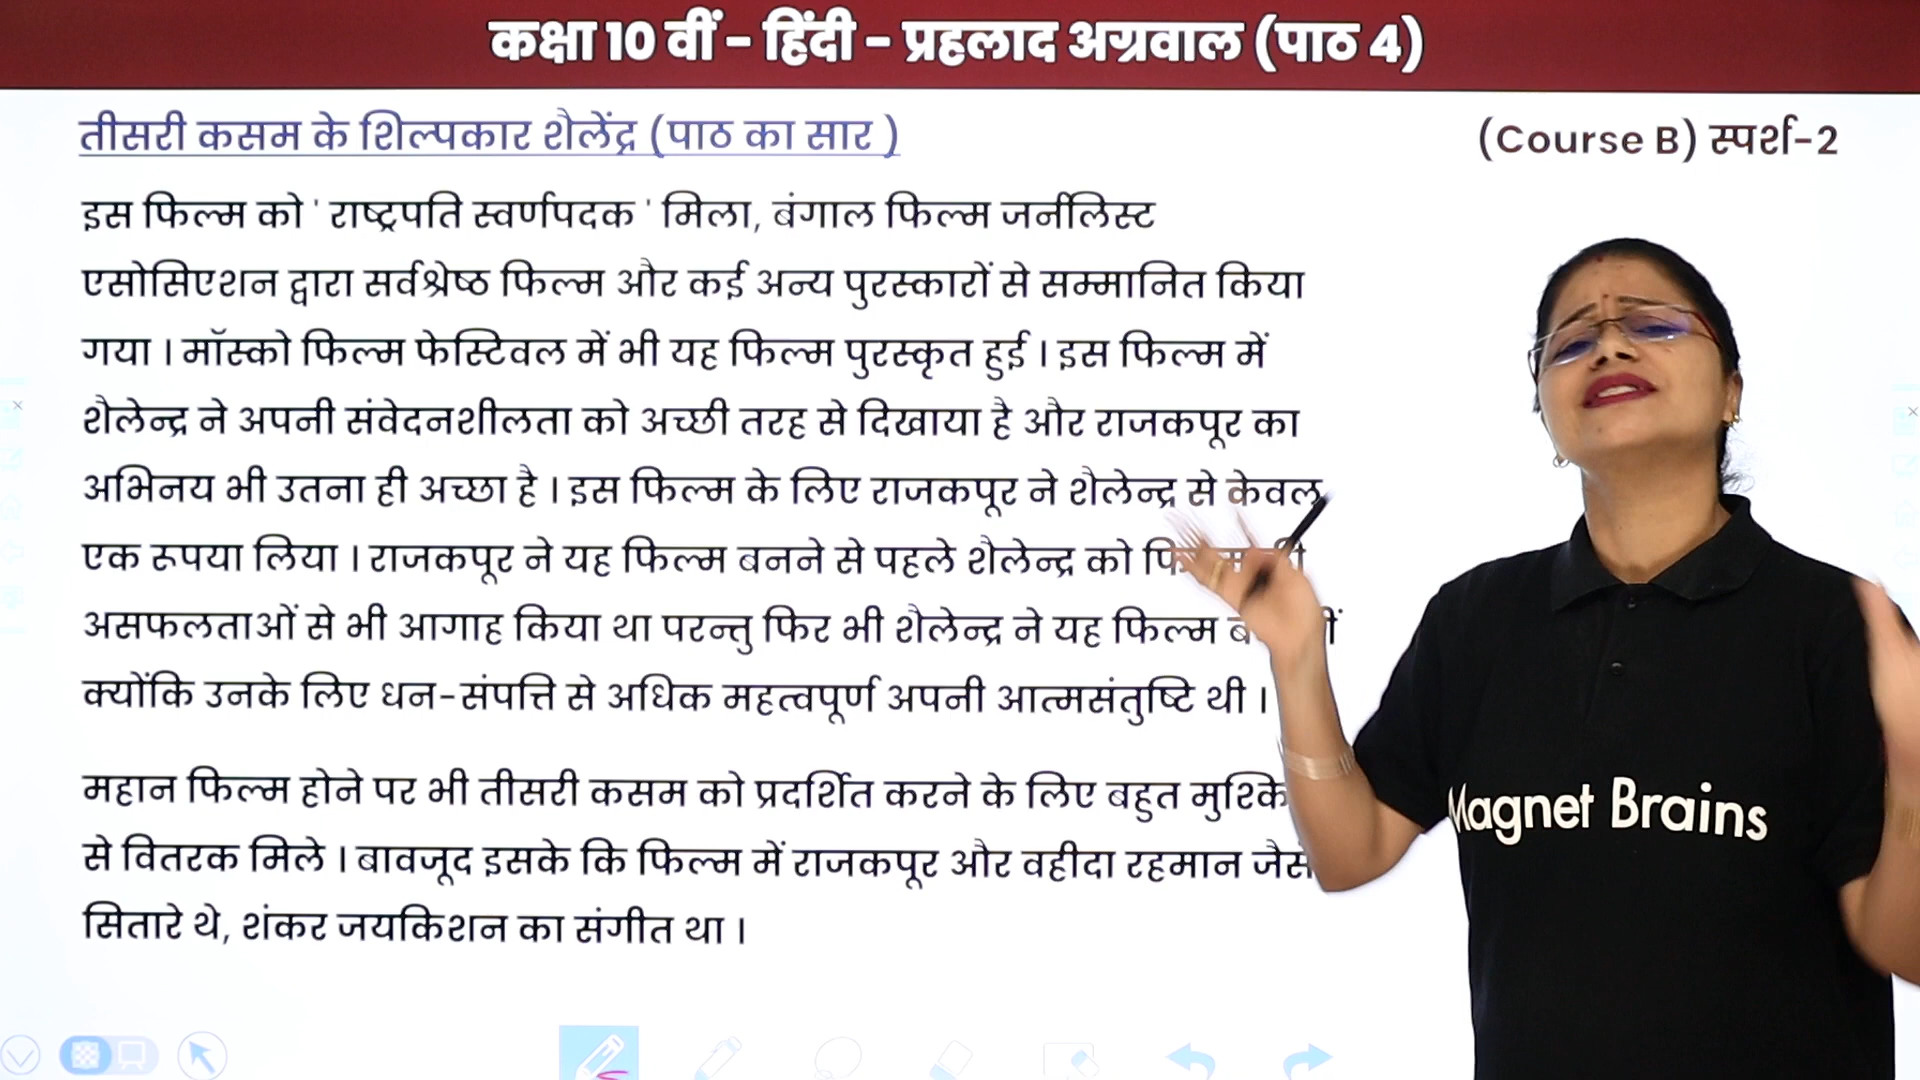 कक्षा 10 वीं - हिंदी - प्रहलाद अग्रवाल (पाठ 4)
तीसरी कसम के शिल्पकार शैलेंद्र (पाठ का सार )
(Course B) स्पर्श-2
इस फिल्म को ' राष्ट्रपति स्वर्णपदक ' मिला, बंगाल फिल्म जर्नलिस्ट
एसोसिएशन द्वारा सर्वश्रेष्ठ फिल्म और कई अन्य पुरस्कारों से सम्मानित किया
गया । मॉस्को फिल्म फेस्टिवल में भी यह फिल्म पुरस्कृत हुई । इस फिल्म में
शैलेन्द्र ने अपनी संवेदनशीलता को अच्छी तरह से दिखाया है और राजकपूर का
अभिनय भी उतना ही अच्छा है । इस फिल्म के लिए राजकपूर ने शैलेन्द्र से केवल
एक रूपया लिया । राजकपूर ने यह फिल्म बनने से पहले शैलेन्द्र को
असफलताओं से भी आगाह किया था परन्तु फिर भी शैलेन्द्र ने यह फिल्म
क्योंकि उनके लिए धन-संपत्ति से अधिक महत्वपूर्ण अपनी आत्मसंतुष्टि थी ।
महान फिल्म होने पर भी तीसरी कसम को प्रदर्शित करने के लिए बहुत
से वितरक मिले । बावजूद इसके कि फिल्म में राजकपूर और वहीदा रहमान जैसे
सितारे थे, शंकर जयकिशन का संगीत था ।
Magnet Brains